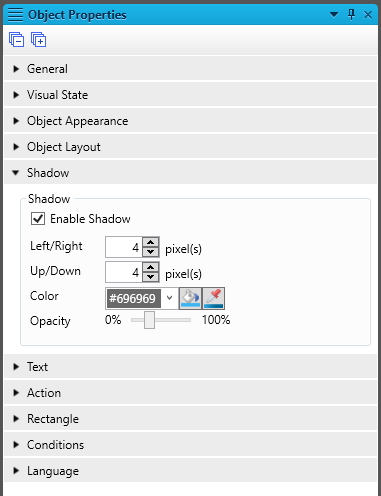 Object Properties
General
Visual State
Object Appearance
Object Layout
Shadow
Shadow
Enable Shadow
Left/Right 4 pixel(s)
Up/Down 4 pixel(s)
Color #696969
Opacity 0% 100%
Text
Action
Rectangle
Conditions
Language